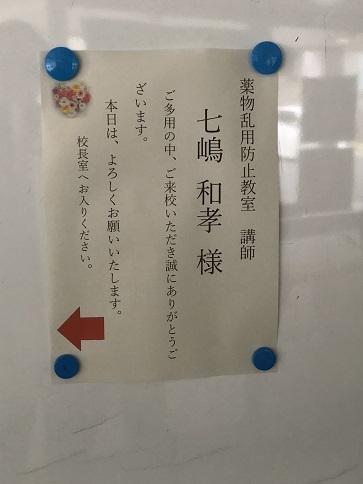 薬物乱用防止教室　講師
七嶋　和孝　様
ご多用の中、ご来校いただき誠にありがとうご
ざいます。
本日は、よろしくお願いいたします。
校長室へお入りください。